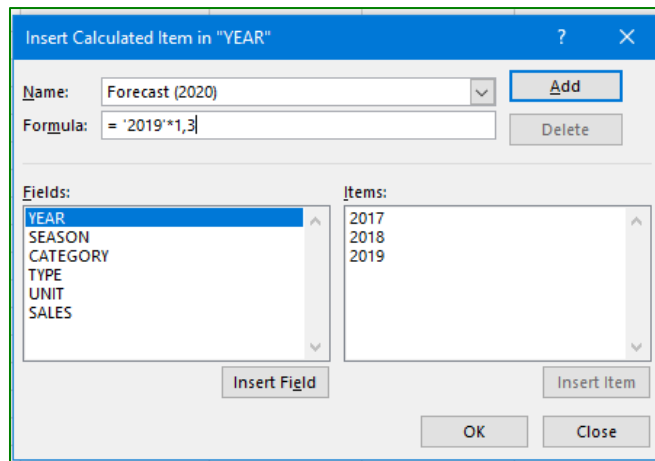 Insert Calculated Item in "YEAR" ? ×
Name: Forecast (2020) Add
Formula: = '2019'*1,3 Delete
Fields: Items:
YEAR 2017
SEASON 2018
CATEGORY 2019
TYPE
UNIT
SALES
Insert Field Insert Item
OK Close